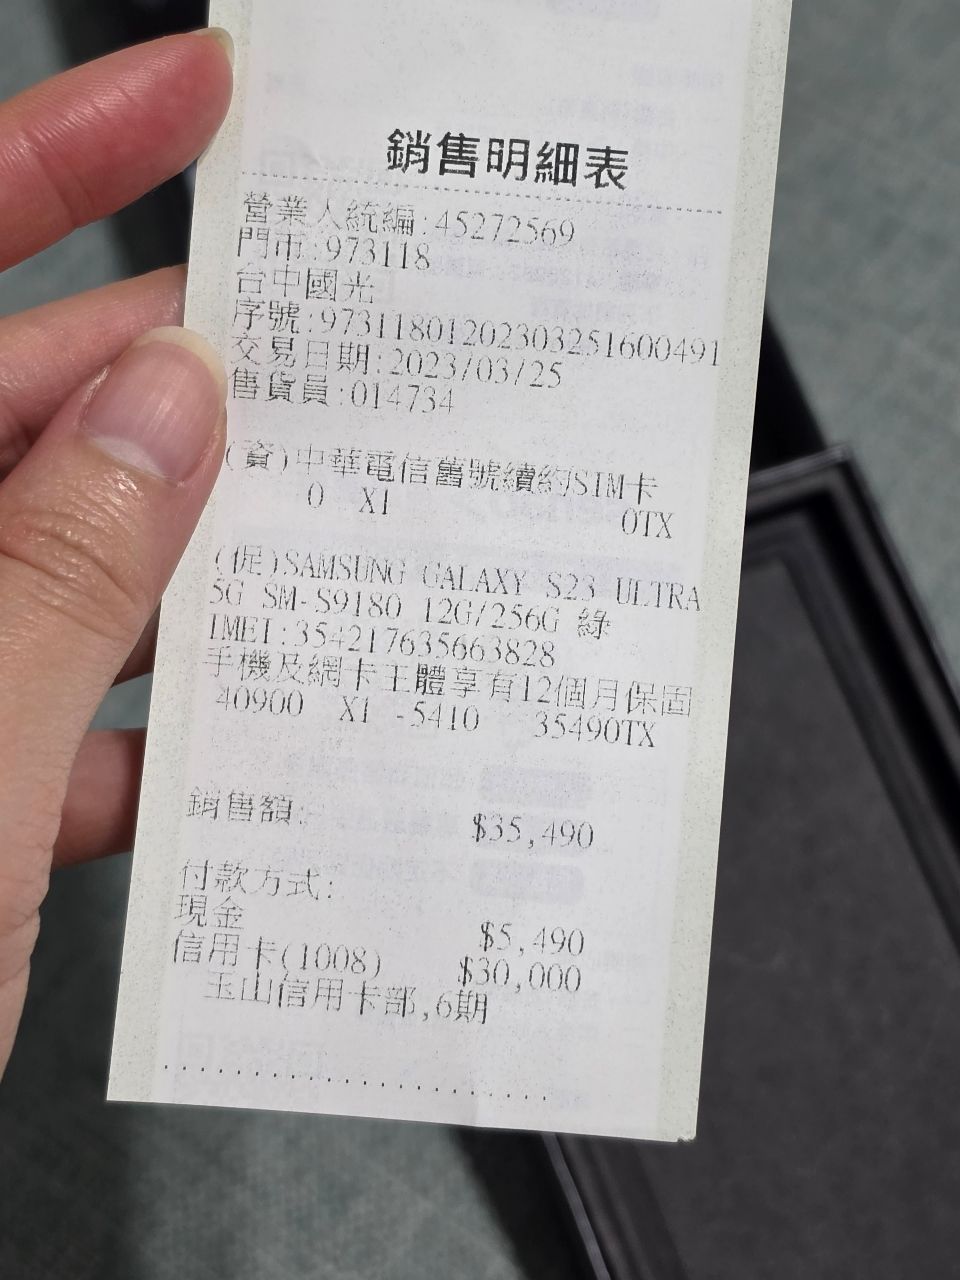 銷售明細表
營業人統編:45272569
門市:973118
台中國光
序號:97311801202303251600491
交易日期:2023/03/25
售貨員:014734
(資)中華電信舊號續約SIM卡
0 X1 0TX
(促)SAMSUNG GALAXY S23 ULTRA
5G SM-S9180 12G/256G 綠
IMEI:354217635663828
手機及網卡主體享有12個月保固
40900 X1 -5410 35490TX
銷售額: $35,490
付款方式:
現金 $5,490
信用卡(1008) $30,000
玉山信用卡部,6期